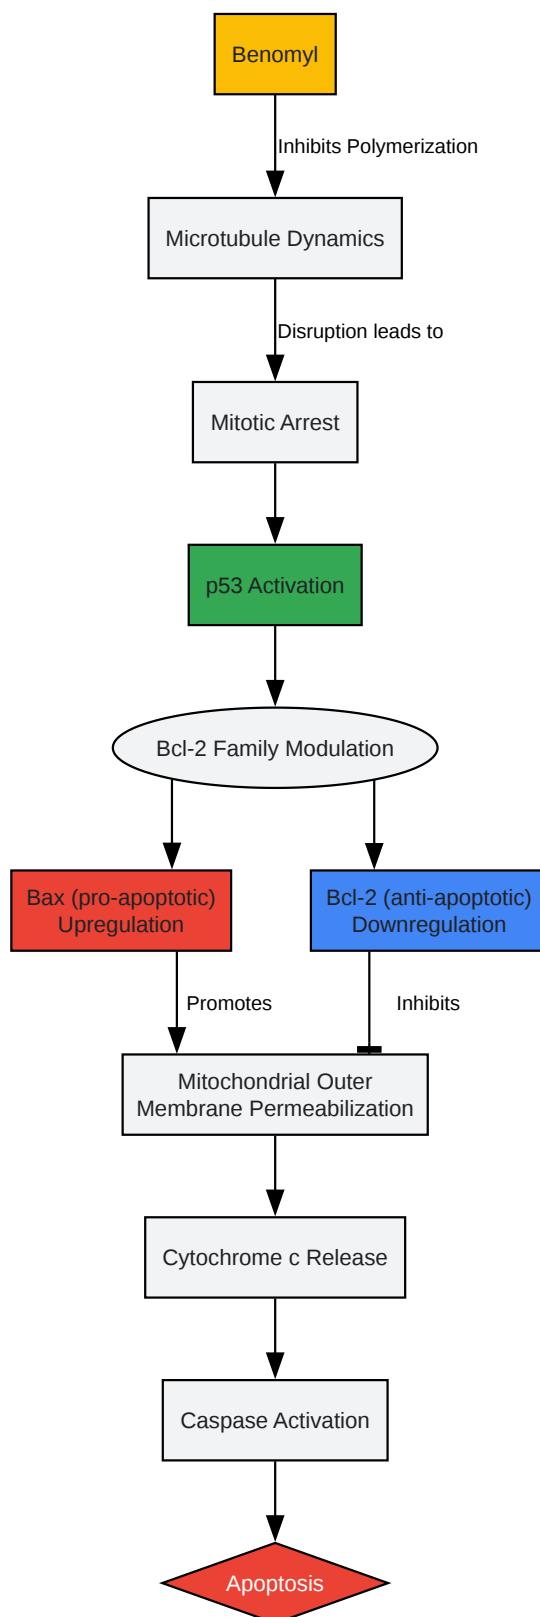 Benomyl
Inhibits Polymerization
Microtubule Dynamics
Disruption leads to
Mitotic Arrest
p53 Activation
Bcl-2 Family Modulation
Bax (pro-apoptotic)
Upregulation
Bcl-2 (anti-apoptotic)
Downregulation
Promotes
Inhibits
Mitochondrial Outer
Membrane Permeabilization
Cytochrome c Release
Caspase Activation
Apoptosis